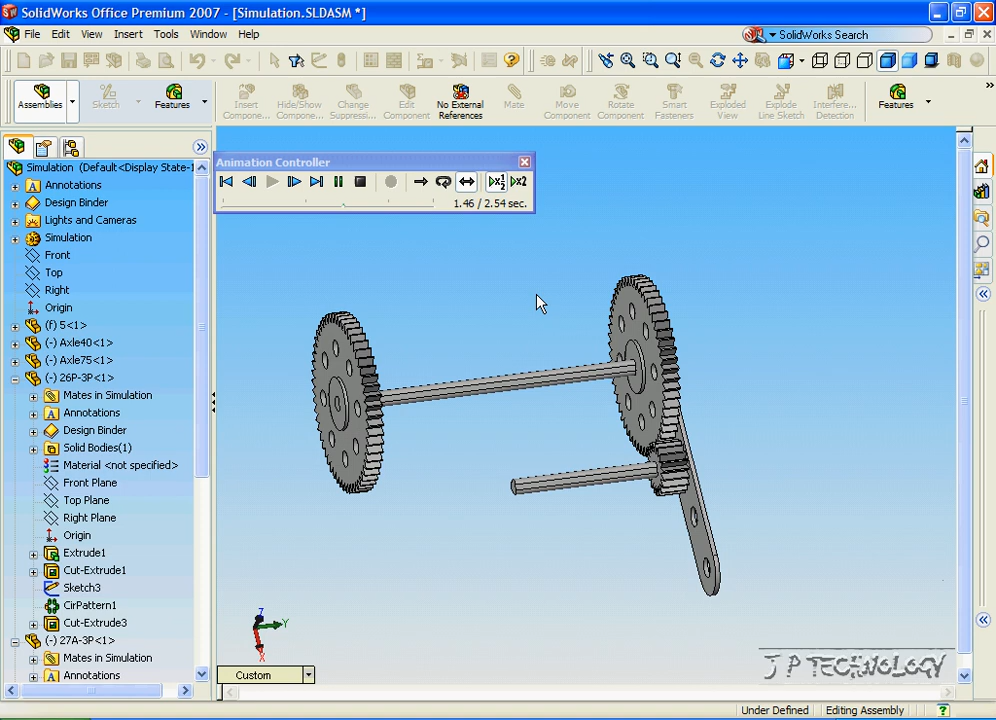 SolidWorks Office Premium 2007 - [Simulation.SLDASM *]
File Edit View Insert Tools Window Help
SolidWorks Search
Assemblies
Sketch
Features
Insert Compone...
Hide/Show Compone...
Change Suppressi...
Edit Component
No External References
Mate
Move Component
Rotate Component
Smart Fasteners
Exploded View
Explode Line Sketch
Interfere... Detection
Features
Simulation (Default<Display State-1
Annotations
Design Binder
Lights and Cameras
Simulation
Front
Top
Right
Origin
(f) 5<1>
(-) Axle40<1>
(-) Axle75<1>
(-) 26P-3P<1>
Mates in Simulation
Annotations
Design Binder
Solid Bodies(1)
Material <not specified>
Front Plane
Top Plane
Right Plane
Origin
Extrude1
Cut-Extrude1
Sketch3
CirPattern1
Cut-Extrude3
(-) 27A-3P<1>
Mates in Simulation
Annotations
Animation Controller
x½
x2
1.46 / 2.54 sec.
Z
Y
X
Custom
J P TECHNOLOGY
Under Defined
Editing Assembly